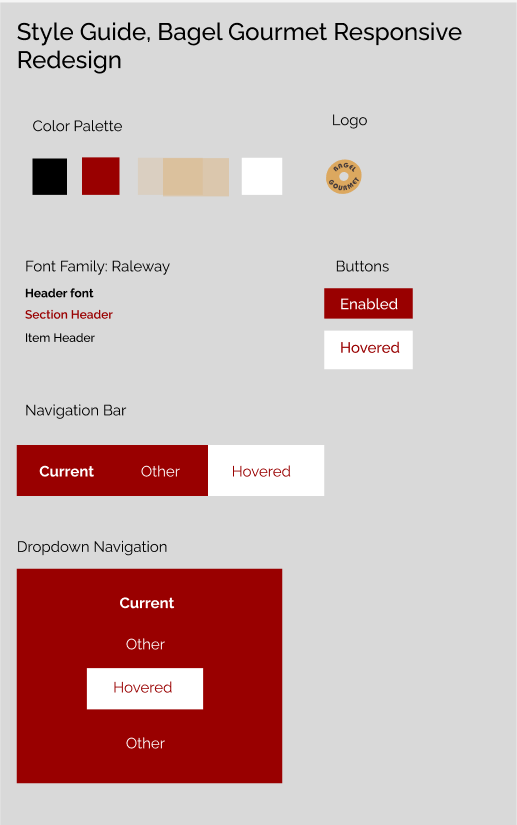 Style Guide, Bagel Gourmet Responsive
Redesign
Color Palette
Logo
BAGEL
GOURMET
Font Family: Raleway
Header font
Section Header
Item Header
Buttons
Enabled
Hovered
Navigation Bar
Current Other Hovered
Dropdown Navigation
Current
Other
Hovered
Other